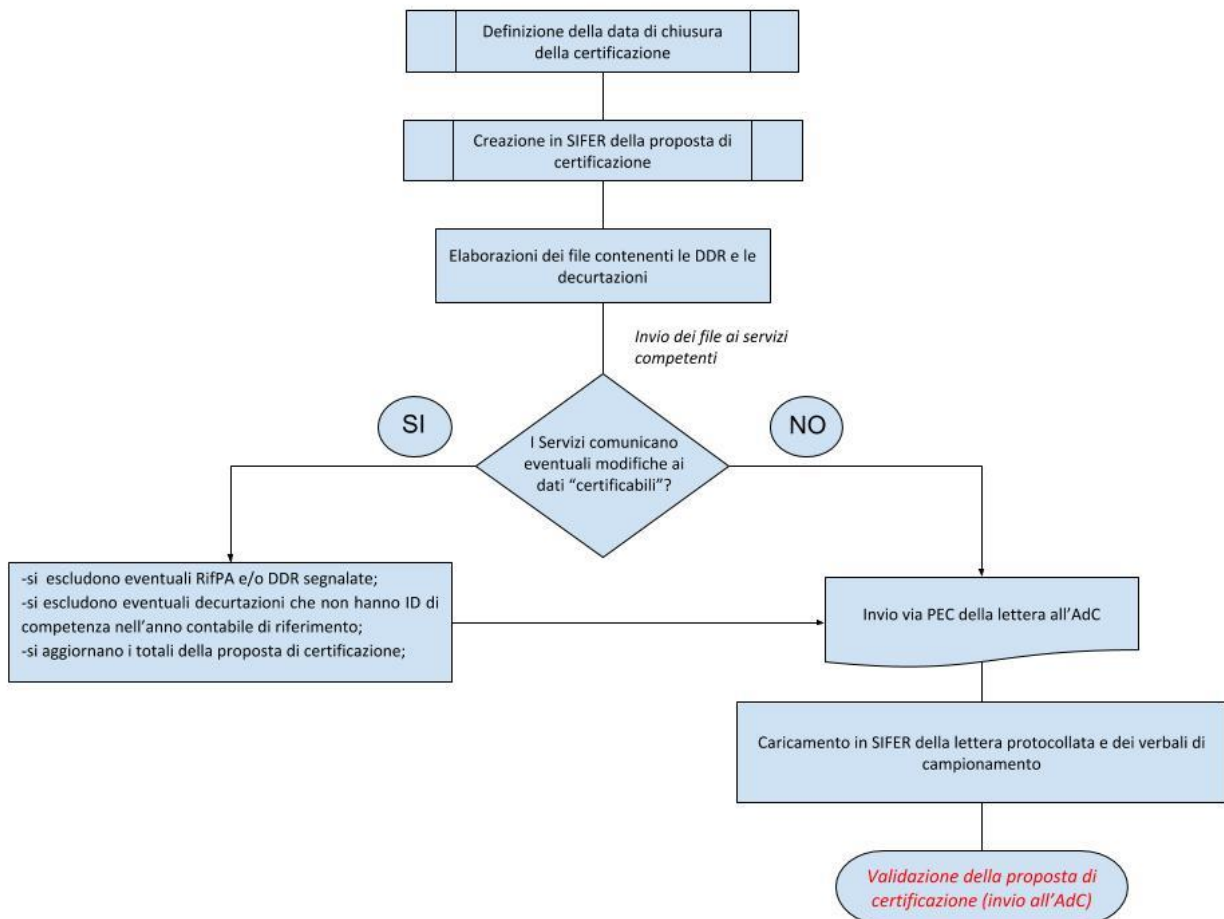 Definizione della data di chiusura
della certificazione
Creazione in SIFER della proposta di
certificazione
Elaborazioni dei file contenenti le DDR e le
decurtazioni
Invio dei file ai servizi
competenti
SI
NO
I Servizi comunicano
eventuali modifiche ai
dati “certificabili”?
-si escludono eventuali RifPA e/o DDR segnalate;
-si escludono eventuali decurtazioni che non hanno ID di
competenza nell’anno contabile di riferimento;
-si aggiornano i totali della proposta di certificazione;
Invio via PEC della lettera all’AdC
Caricamento in SIFER della lettera protocollata e dei verbali di
campionamento
Validazione della proposta di
certificazione (invio all’AdC)